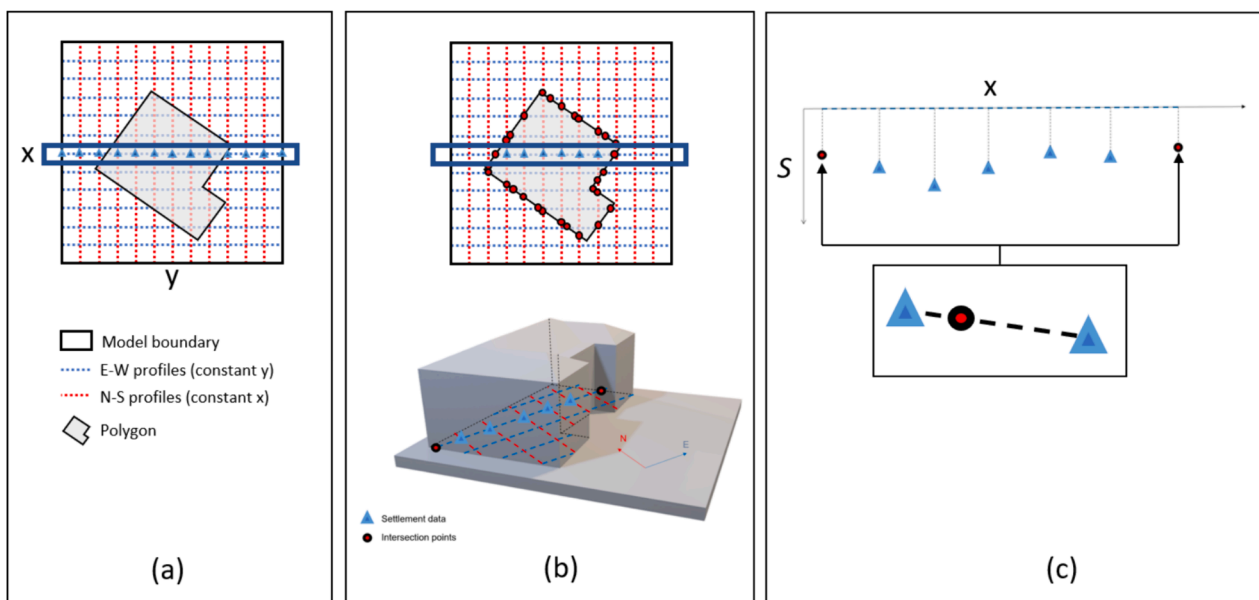 x
y
Model boundary
E-W profiles (constant y)
N-S profiles (constant x)
Polygon
(a)
N
E
Settlement data
Intersection points
(b)
x
S
(c)